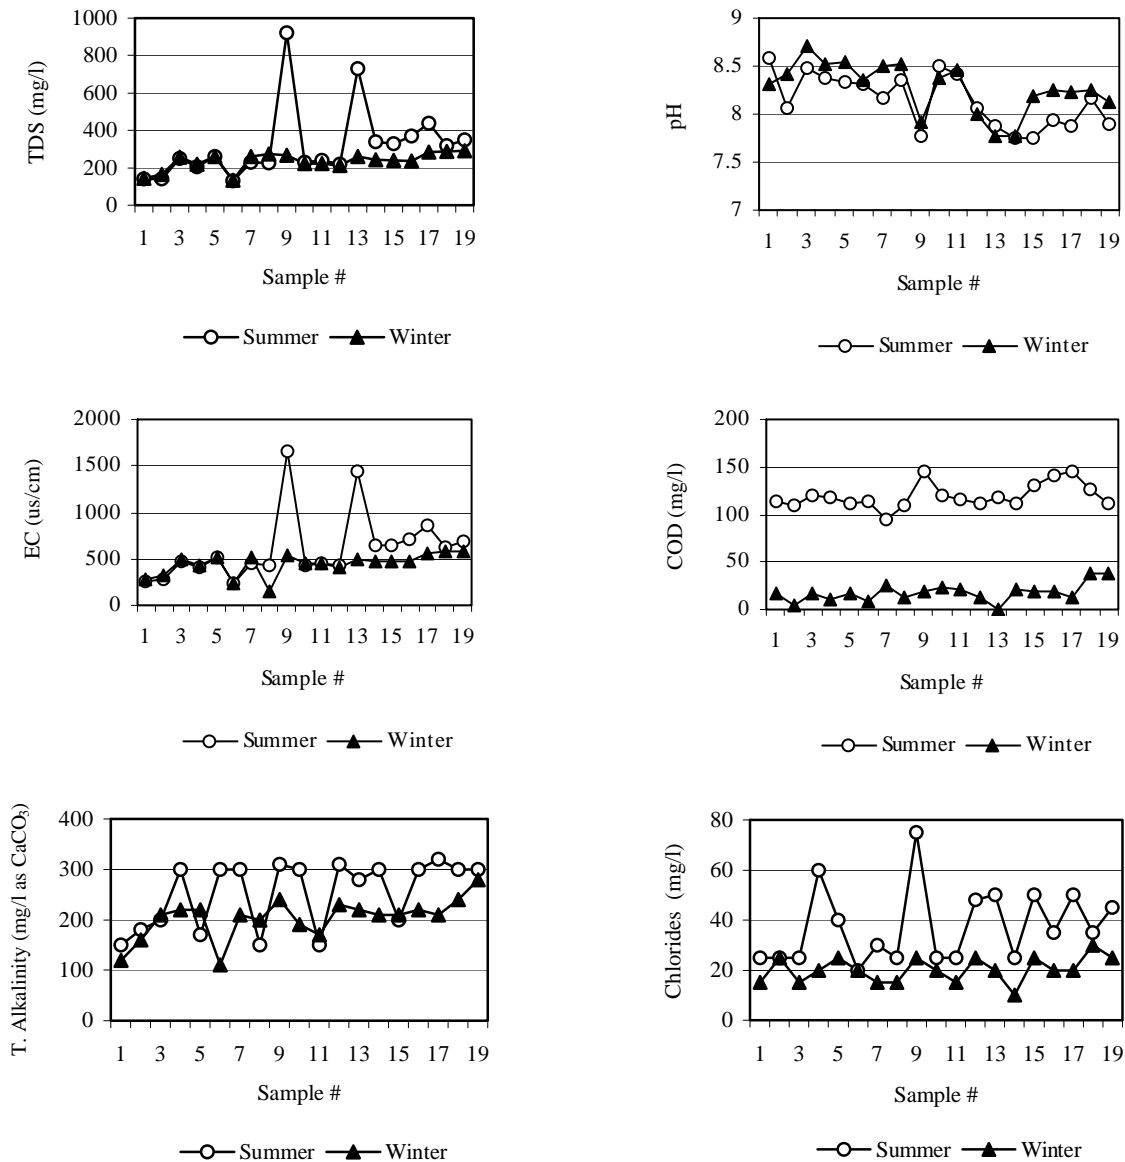 TDS (mg/l)
1000
800
600
400
200
0
1 3 5 7 9 11 13 15 17 19
Sample #
Summer Winter
pH
9
8.5
8
7.5
7
1 3 5 7 9 11 13 15 17 19
Sample #
Summer Winter
EC (us/cm)
2000
1500
1000
500
0
1 3 5 7 9 11 13 15 17 19
Sample #
Summer Winter
COD (mg/l)
200
150
100
50
0
1 3 5 7 9 11 13 15 17 19
Sample #
Summer Winter
T. Alkalinity (mg/l as CaCO₃)
400
300
200
100
0
1 3 5 7 9 11 13 15 17 19
Sample #
Summer Winter
Chlorides (mg/l)
80
60
40
20
0
1 3 5 7 9 11 13 15 17 19
Sample #
Summer Winter